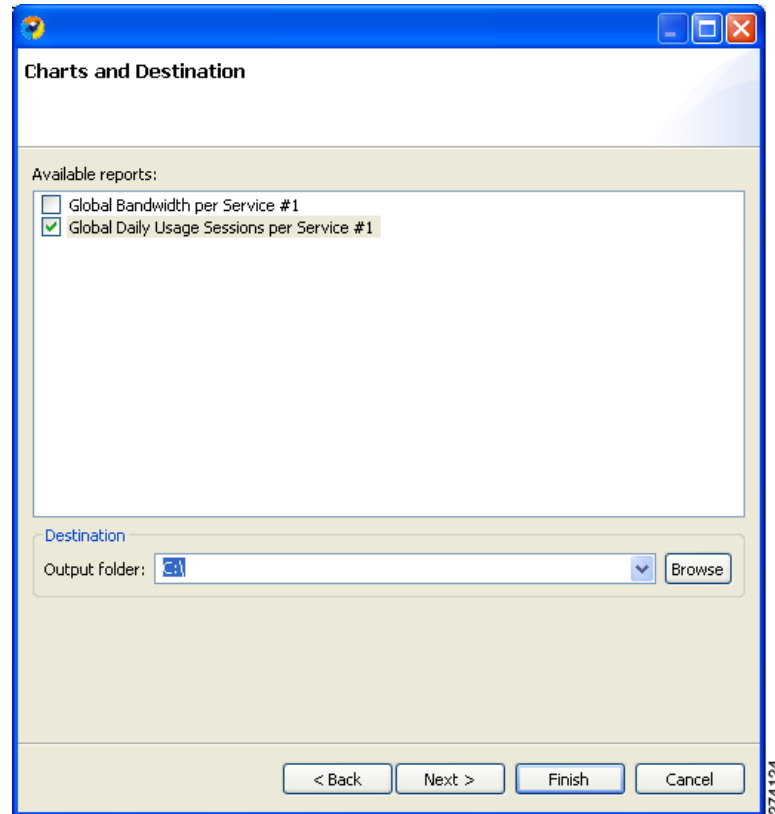 Charts and Destination
Available reports:
Global Bandwidth per Service #1
Global Daily Usage Sessions per Service #1
Destination
Output folder: C:\ Browse
< Back Next > Finish Cancel